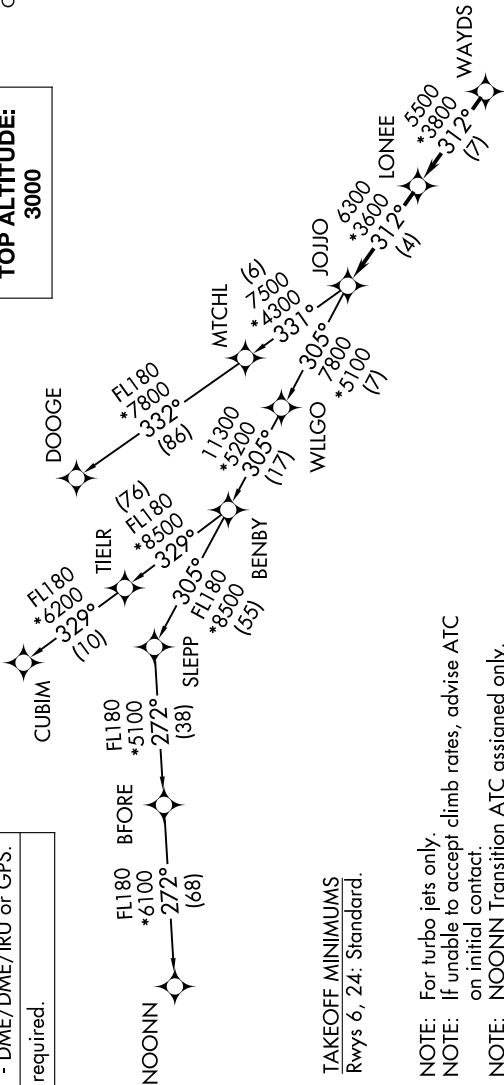 - DME/DME/IRU or GPS.
required.
TOP ALTITUDE:
3000
WAYDS
5500
*3800
312°
(7)
LONEE
6300
*3600
312°
(4)
JOJJO
(6)
7500
*4300
331°
MTCHL
FL180
*7800
332°
(86)
DOOGE
305°
7800
*5100
(7)
WLLGO
11300
*5200
305°
(17)
BENBY
(76)
FL180
*8500
329°
TIELR
FL180
*6200
329°
(10)
CUBIM
305°
FL180
*8500
(55)
SLEPP
FL180
*5100
272°
(38)
BFORE
FL180
*6100
272°
(68)
NOONN
TAKEOFF MINIMUMS
Rwys 6, 24: Standard.
NOTE: For turbo jets only.
NOTE: If unable to accept climb rates, advise ATC
on initial contact.
NOTE: NOONN Transition ATC assigned only.